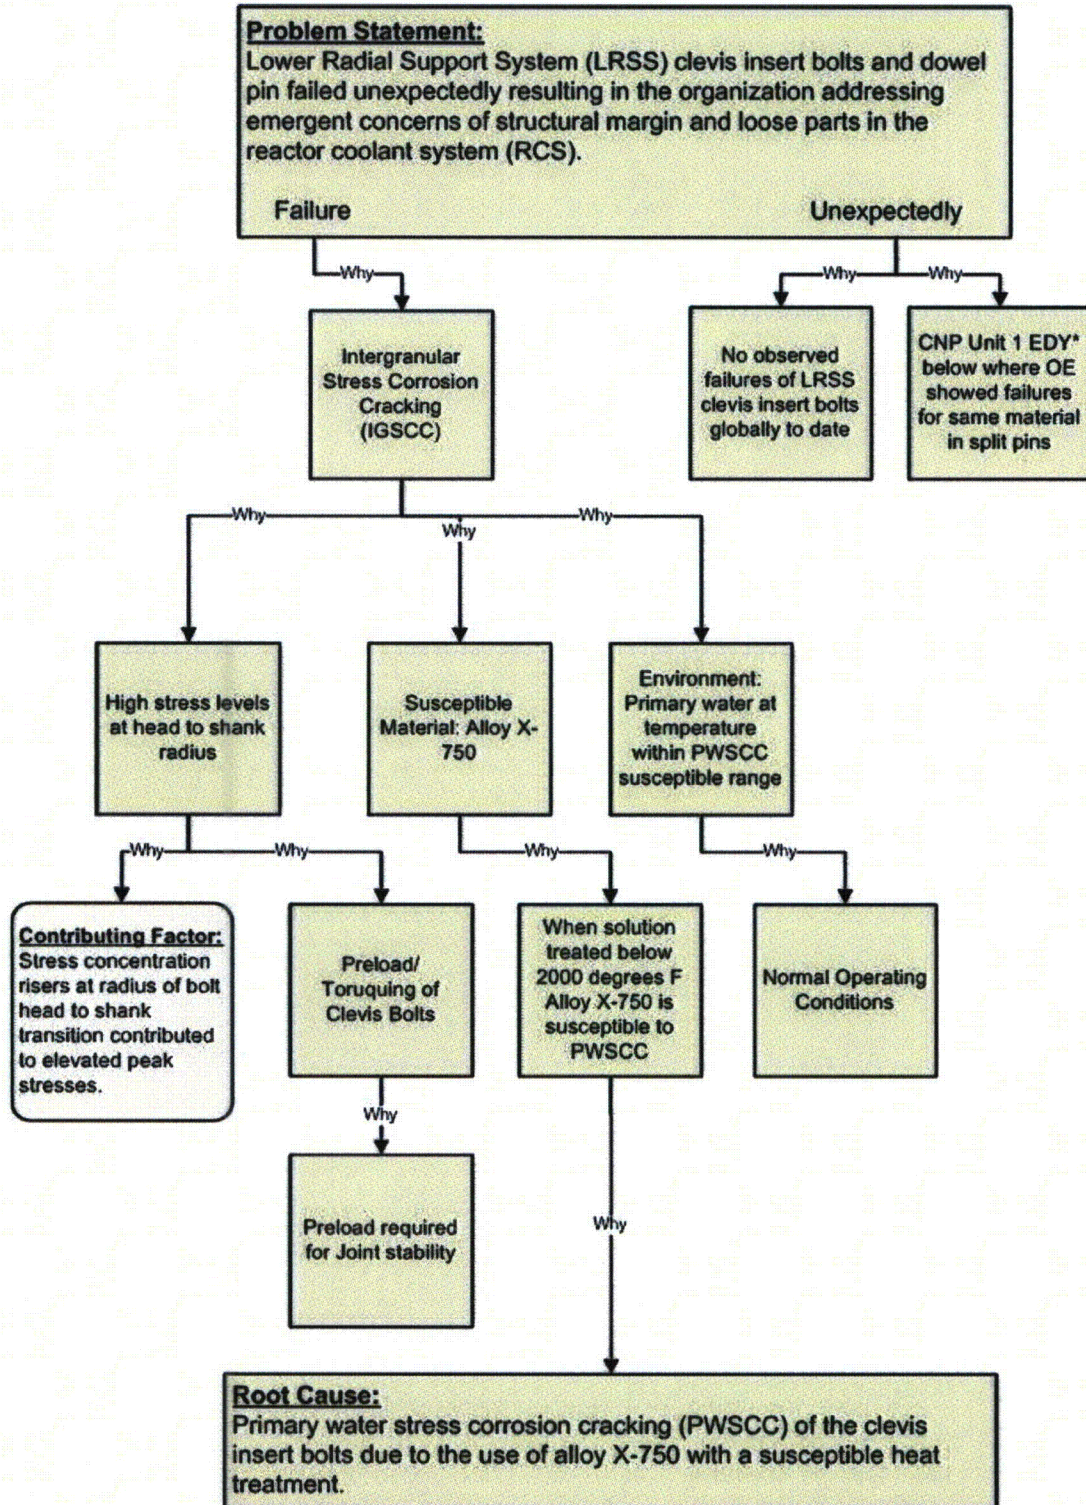 Problem Statement:
Lower Radial Support System (LRSS) clevis insert bolts and dowel
pin failed unexpectedly resulting in the organization addressing
emergent concerns of structural margin and loose parts in the
reactor coolant system (RCS).
Failure
Unexpectedly
Why
Why
Why
Intergranular
Stress Corrosion
Cracking
(IGSCC)
No observed
failures of LRSS
clevis insert bolts
globally to date
CNP Unit 1 EDY*
below where OE
showed failures
for same material
in split pins
Why
Why
Why
High stress levels
at head to shank
radius
Susceptible
Material: Alloy X-
750
Environment:
Primary water at
temperature
within PWSCC
susceptible range
Why
Why
Why
Why
Contributing Factor:
Stress concentration
risers at radius of bolt
head to shank
transition contributed
to elevated peak
stresses.
Preload/
Toruquing of
Clevis Bolts
When solution
treated below
2000 degrees F
Alloy X-750 is
susceptible to
PWSCC
Normal Operating
Conditions
Why
Preload required
for Joint stability
Why
Root Cause:
Primary water stress corrosion cracking (PWSCC) of the clevis
insert bolts due to the use of alloy X-750 with a susceptible heat
treatment.